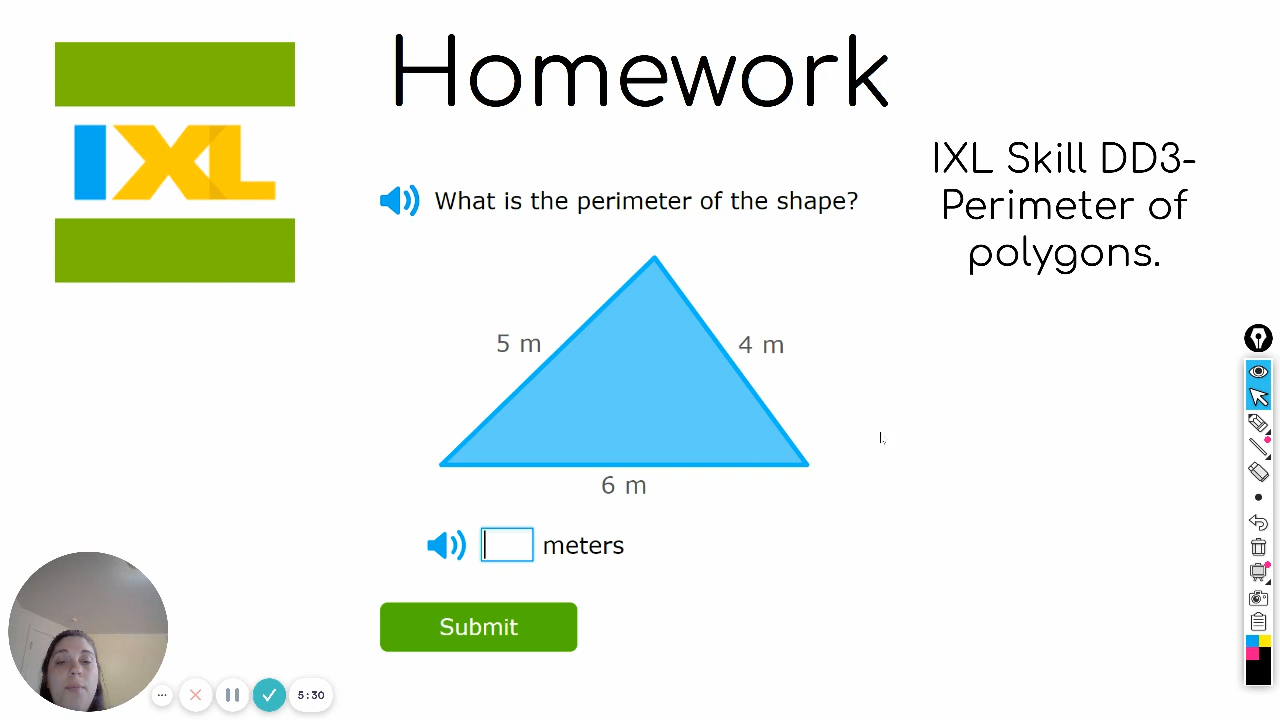 Homework
IXL
IXL Skill DD3-
Perimeter of
polygons.
What is the perimeter of the shape?
5 m
4 m
6 m
meters
Submit
5:30